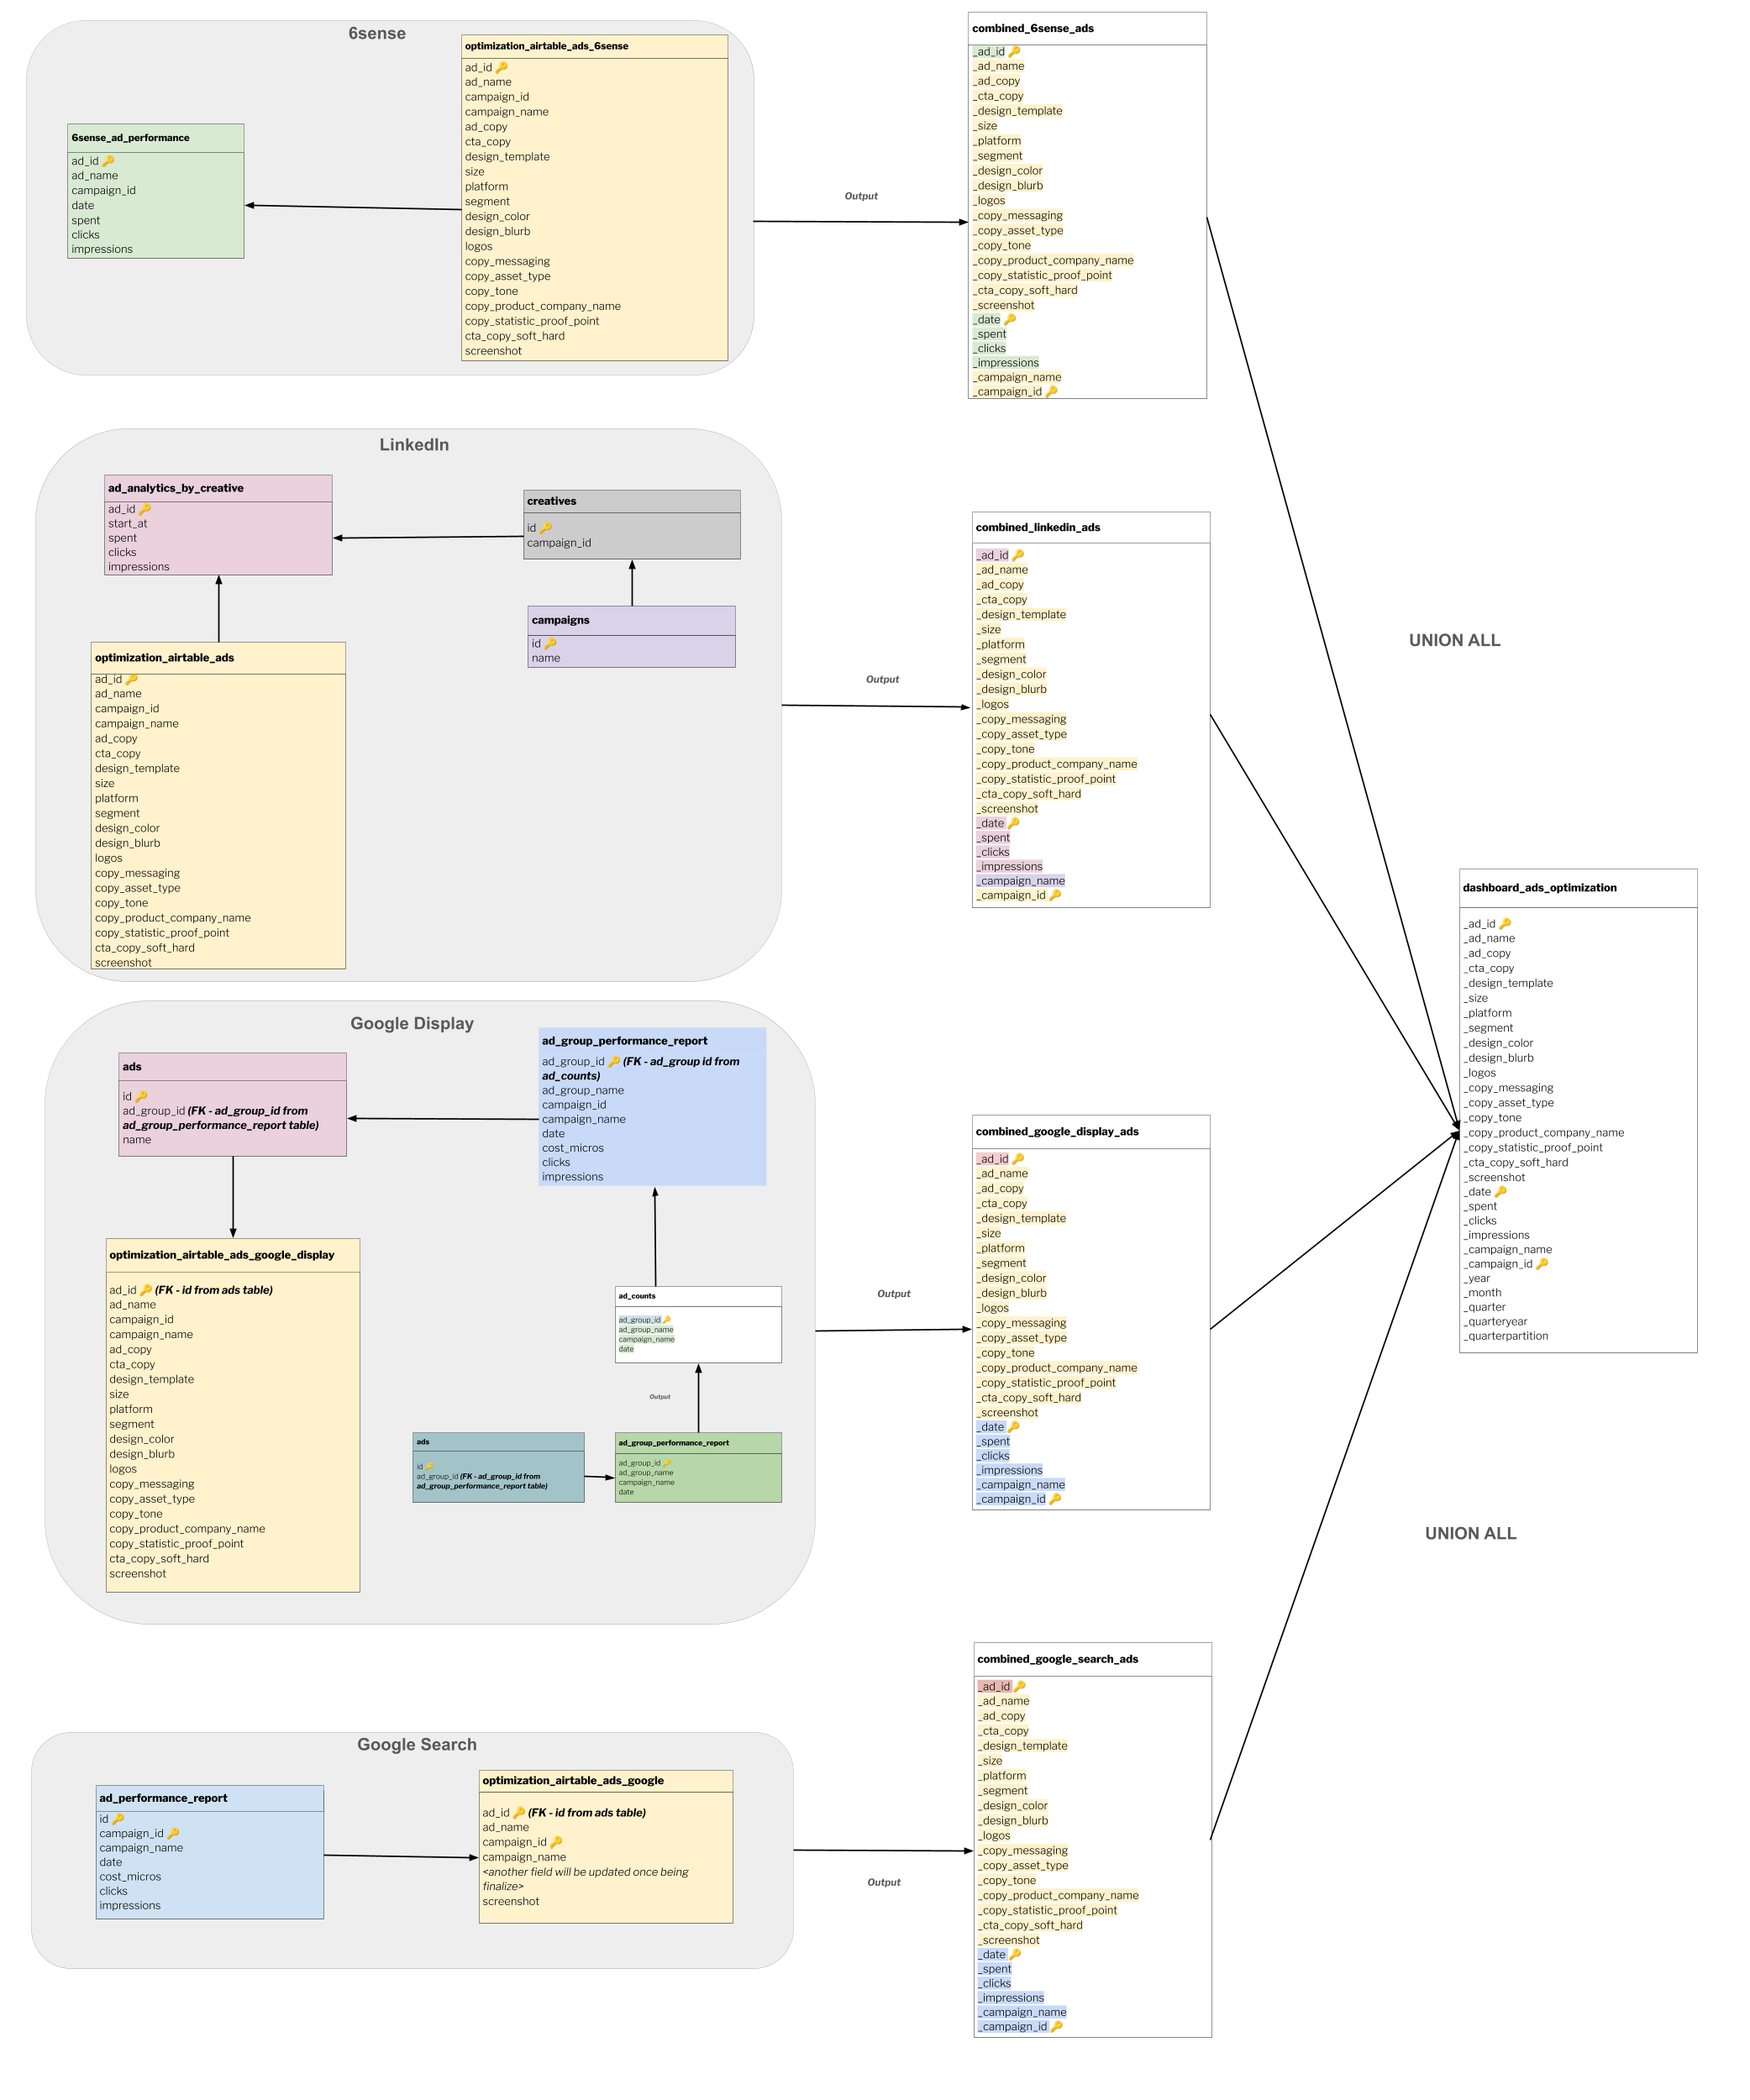 6sense
optimization_airtable_ads_6sense
ad_id
ad_name
campaign_id
campaign_name
ad_copy
cta_copy
design_template
size
platform
segment
design_color
design_blurb
logos
copy_messaging
copy_asset_type
copy_tone
copy_product_company_name
copy_statistic_proof_point
cta_copy_soft_hard
screenshot
6sense_ad_performance
ad_id
ad_name
campaign_id
date
spent
clicks
impressions
Output
combined_6sense_ads
_ad_id
_ad_name
_ad_copy
_cta_copy
_design_template
_size
_platform
_segment
_design_color
_design_blurb
_logos
_copy_messaging
_copy_asset_type
_copy_tone
_copy_product_company_name
_copy_statistic_proof_point
_cta_copy_soft_hard
_screenshot
_date
_spent
_clicks
_impressions
_campaign_name
_campaign_id
LinkedIn
ad_analytics_by_creative
ad_id
start_at
spent
clicks
impressions
creatives
id
campaign_id
campaigns
id
name
optimization_airtable_ads
ad_id
ad_name
campaign_id
campaign_name
ad_copy
cta_copy
design_template
size
platform
segment
design_color
design_blurb
logos
copy_messaging
copy_asset_type
copy_tone
copy_product_company_name
copy_statistic_proof_point
cta_copy_soft_hard
screenshot
Output
combined_linkedin_ads
_ad_id
_ad_name
_ad_copy
_cta_copy
_design_template
_size
_platform
_segment
_design_color
_design_blurb
_logos
_copy_messaging
_copy_asset_type
_copy_tone
_copy_product_company_name
_copy_statistic_proof_point
_cta_copy_soft_hard
_screenshot
_date
_spent
_clicks
_impressions
_campaign_name
_campaign_id
UNION ALL
dashboard_ads_optimization
_ad_id
_ad_name
_ad_copy
_cta_copy
_design_template
_size
_platform
_segment
_design_color
_design_blurb
_logos
_copy_messaging
_copy_asset_type
_copy_tone
_copy_product_company_name
_copy_statistic_proof_point
_cta_copy_soft_hard
_screenshot
_date
_spent
_clicks
_impressions
_campaign_name
_campaign_id
_year
_month
_quarter
_quarteryear
_quarterpartition
Google Display
ads
id
ad_group_id (FK - ad_group_id from
ad_group_performance_report table)
name
ad_group_performance_report
ad_group_id (FK - ad_group id from
ad_counts)
ad_group_name
campaign_id
campaign_name
date
cost_micros
clicks
impressions
optimization_airtable_ads_google_display
ad_id (FK - id from ads table)
ad_name
campaign_id
campaign_name
ad_copy
cta_copy
design_template
size
platform
segment
design_color
design_blurb
logos
copy_messaging
copy_asset_type
copy_tone
copy_product_company_name
copy_statistic_proof_point
cta_copy_soft_hard
screenshot
ad_counts
ad_group_id
ad_group_name
campaign_name
date
Output
ads
id
ad_group_id (FK - ad_group_id from
ad_group_performance_report table)
ad_group_performance_report
ad_group_id
ad_group_name
campaign_name
date
Output
combined_google_display_ads
_ad_id
_ad_name
_ad_copy
_cta_copy
_design_template
_size
_platform
_segment
_design_color
_design_blurb
_logos
_copy_messaging
_copy_asset_type
_copy_tone
_copy_product_company_name
_copy_statistic_proof_point
_cta_copy_soft_hard
_screenshot
_date
_spent
_clicks
_impressions
_campaign_name
_campaign_id
UNION ALL
Google Search
ad_performance_report
id
campaign_id
campaign_name
date
cost_micros
clicks
impressions
optimization_airtable_ads_google
ad_id (FK - id from ads table)
ad_name
campaign_id
campaign_name
<another field will be updated once being
finalize>
screenshot
Output
combined_google_search_ads
_ad_id
_ad_name
_ad_copy
_cta_copy
_design_template
_size
_platform
_segment
_design_color
_design_blurb
_logos
_copy_messaging
_copy_asset_type
_copy_tone
_copy_product_company_name
_copy_statistic_proof_point
_cta_copy_soft_hard
_screenshot
_date
_spent
_clicks
_impressions
_campaign_name
_campaign_id